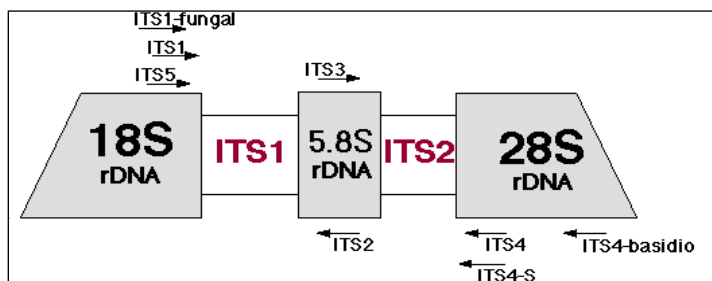 ITS1-fungal
ITS1
ITS5
ITS3
18S
rDNA
ITS1
5.8S
rDNA
ITS2
28S
rDNA
ITS2
ITS4
ITS4-basidio
ITS4-S